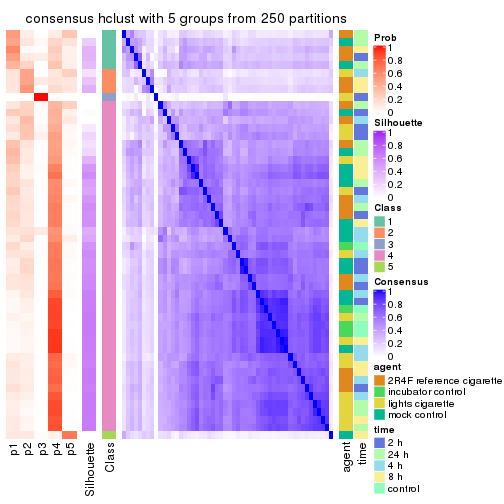 consensus hclust with 5 groups from 250 partitions
p1
p2
p3
p4
p5
Silhouette
Class
agent
time
Prob
1
0.8
0.6
0.4
0.2
0
Silhouette
1
0.8
0.6
0.4
0.2
0
Class
1
2
3
4
5
Consensus
1
0.8
0.6
0.4
0.2
0
agent
2R4F reference cigarette
incubator control
lights cigarette
mock control
time
2 h
24 h
4 h
8 h
control